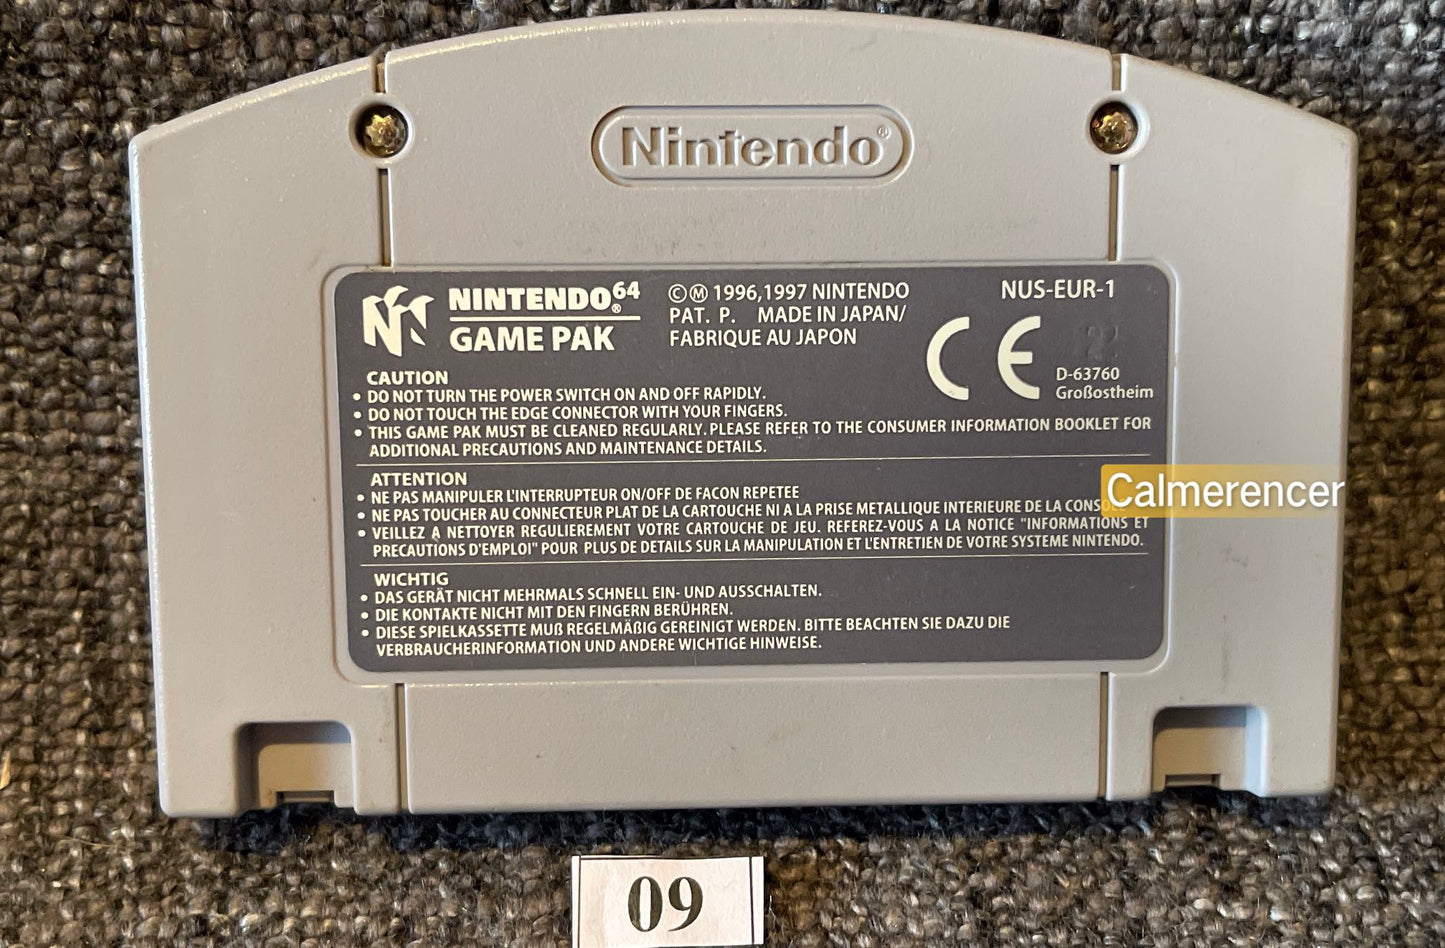 Nintendo®
NINTENDO®64
GAME PAK
©Ⓜ 1996,1997 NINTENDO
PAT. P. MADE IN JAPAN/
FABRIQUE AU JAPON
NUS-EUR-1
CE
D-63760
Großostheim
22
CAUTION
• DO NOT TURN THE POWER SWITCH ON AND OFF RAPIDLY.
• DO NOT TOUCH THE EDGE CONNECTOR WITH YOUR FINGERS.
• THIS GAME PAK MUST BE CLEANED REGULARLY. PLEASE REFER TO THE CONSUMER INFORMATION BOOKLET FOR
ADDITIONAL PRECAUTIONS AND MAINTENANCE DETAILS.
ATTENTION
• NE PAS MANIPULER L'INTERRUPTEUR ON/OFF DE FACON REPETEE
• NE PAS TOUCHER AU CONNECTEUR PLAT DE LA CARTOUCHE NI A LA PRISE METALLIQUE INTERIEURE DE LA CONSOLE
• VEILLEZ A NETTOYER REGULIEREMENT VOTRE CARTOUCHE DE JEU. REFEREZ-VOUS A LA NOTICE "INFORMATIONS ET
PRECAUTIONS D'EMPLOI" POUR PLUS DE DETAILS SUR LA MANIPULATION ET L'ENTRETIEN DE VOTRE SYSTEME NINTENDO.
Calmerencer
WICHTIG
• DAS GERÄT NICHT MEHRMALS SCHNELL EIN- UND AUSSCHALTEN.
• DIE KONTAKTE NICHT MIT DEN FINGERN BERÜHREN.
• DIESE SPIELKASSETTE MUß REGELMÄßIG GEREINIGT WERDEN. BITTE BEACHTEN SIE DAZU DIE
VERBRAUCHERINFORMATION UND ANDERE WICHTIGE HINWEISE.
09